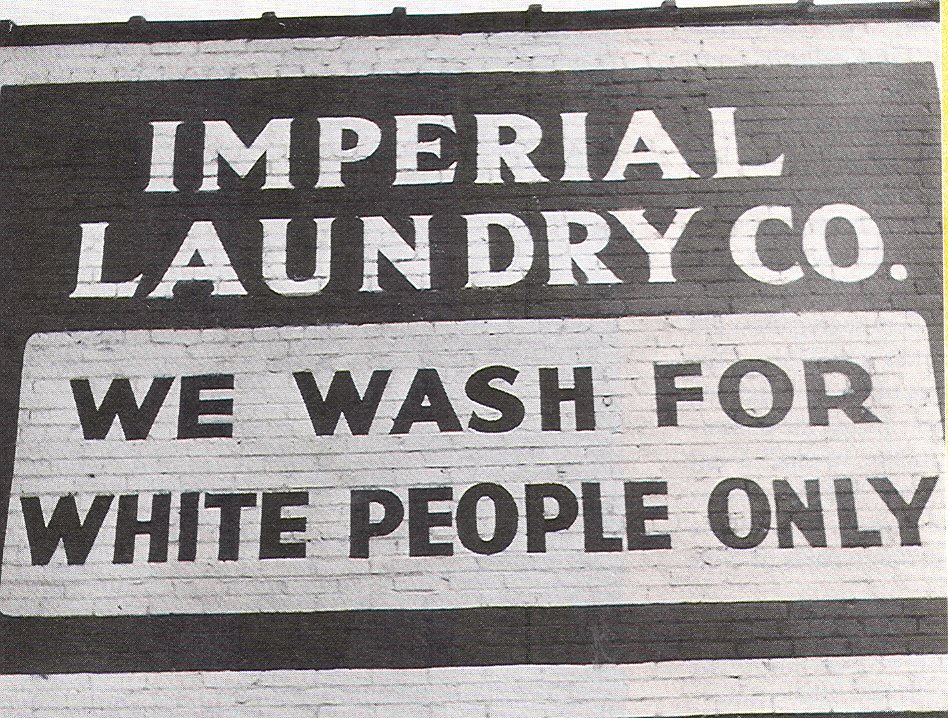 IMPERIAL
LAUNDRY CO.
WE WASH FOR
WHITE PEOPLE ONLY